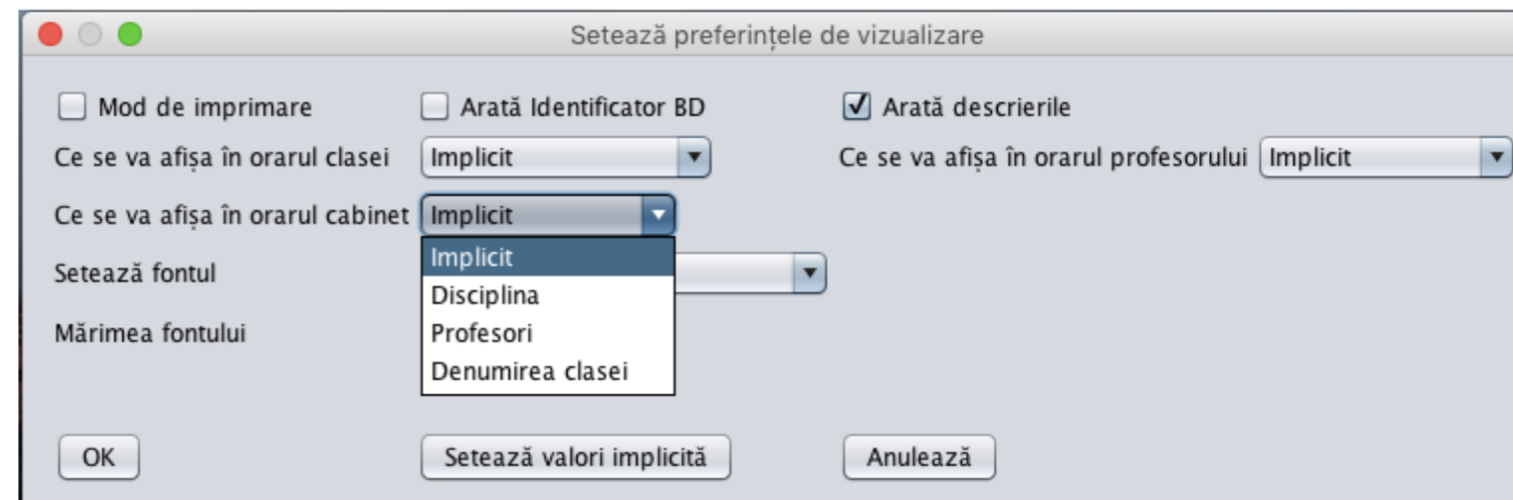 Setează preferințele de vizualizare
Mod de imprimare Arată Identificator BD Arată descrierile
Ce se va afișa în orarul clasei Implicit Ce se va afișa în orarul profesorului Implicit
Ce se va afișa în orarul cabinet Implicit
Implicit
Setează fontul
Disciplina
Profesori
Mărimea fontului
Denumirea clasei
OK Setează valori implicită Anulează